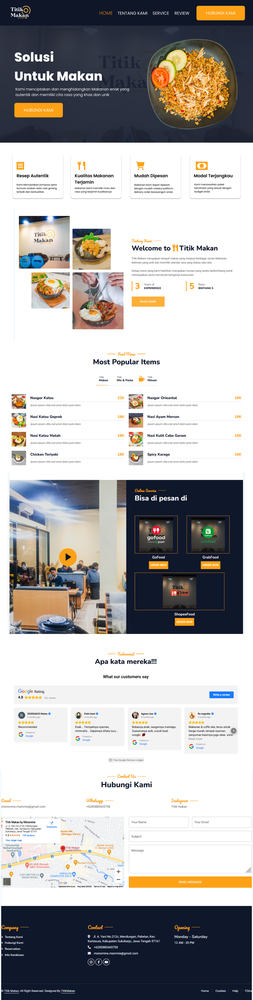 Titik
Makan
HOME TENTANG KAMI SERVICE REVIEW HUBUNGI KAMI
Solusi
Untuk Makan
Kami menciptakan dan menghidangkan Makanan enak yang
autentik dan memiliki cita rasa yang khas dan unik
HUBUNGI KAMI
Resep Autentik
Kami Menciptakan komposs serta
formula racikan resto nasi goreng
terbaik dan berkualitas
Kualitas Makanan
Terjamin
Makanan kami memiliki mutu dan
rasa yang terjamin kualitasnya
Mudah Dipesan
Makanan kami dapat dipesan
dengan mudah melalui paltform
delivery order kesayangan anda
Modal Terjangkau
Kami menawarkan paket
kemitraan yang sesuai dengan
budget anda
Titik
Makan
Tentang Kami
Welcome to Titik Makan
Titik Makan merupakan tempat makan yang menjual berbagai varian Makanan
kekinian yang unik dan memiliki standar rasa yang diatas rata rata
Setiap menu yang kami hadirkan merupakan inovasi yang selalu berkembang untuk
memanjakan serta memenuhi keinginan konsumen
3 Years of
EXPERIENCE
5 Rasa
BINTANG 5
READ MORE
Food Menu
Most Popular Items
Titik
Makan
Titik
Mie & Pasta
Titik
Minum
Nasgor Katsu 22K
Ipsum ipsum clita erat amet dolor justo diam
Nasgor Orieantal 18K
Ipsum ipsum clita erat amet dolor justo diam
Nasi Katsu Geprek 18K
Ipsum ipsum clita erat amet dolor justo diam
Nasi Ayam Mercon 18K
Ipsum ipsum clita erat amet dolor justo diam
Nasi Katsu Matah 18K
Ipsum ipsum clita erat amet dolor justo diam
Nasi Kulit Cabe Garam 18K
Ipsum ipsum clita erat amet dolor justo diam
Chicken Teriyaki 18K
Ipsum ipsum clita erat amet dolor justo diam
Spicy Karage 18K
Ipsum ipsum clita erat amet dolor justo diam
Online Service
Bisa di pesan di
gofood
Powered by gojek
GoFood
ORDER NOW
GrabFood
GrabFood
GrabFood
ORDER NOW
Titik
Food
ShopeeFood
ORDER NOW
Testimonial
Apa kata mereka!!!
What our customers say
Google Rating
4.8 108 reviews
Write a review
R 2020SAK23 Retno
4 months ago
Recommended
Posted on
Google
Putri Aeni
5 months ago
Enak... Tempatnya nyaman,
minimalis... Sajiannya ditata lucu...
Posted on
Google
Agnes Lisa
6 months ago
Bobanya enak, nasgornya mantapp.
Suasananya asik, cocok buat
nongki.
Posted on
Google
fio nugroho
9 months ago
Makanan & coffe oke, terus untuk
harga murah, tempat nyaman,
senyuman kasirnya juga okee. xixixi
Read more
Posted on
Google
Free Google Reviews widget
Contact Us
Hubungi Kami
Email
monomine.mammie@gmail.com
Whatsapp
+6285880465758
Instagram
Titik makan
Titik Makan by Minomine
Jl. A. Yani No.212c, Mendungan,
Pabelan, Kec. Kartasura, Kabupaten
Sukoharjo, Jawa Tengah 57161
4.8 109 reviews
View larger map
Directions
Jl. Srikoyo
Kedai MK
(Monggo Kerso)
Universitas
Muhammadiyah
Surakarta
Titik Makan
by Minomine
Bebek Goreng
H. Slamet (Asli)
RS UNS (Rumah
Sakit Universitas...
Rocket Chicken
CUCI MOTOR DJ
SNOW WASH...
ANDALAS
COMPUTER SOLO
Google
Keyboard shortcuts Map data ©2023 Terms of Use Report a map error
Your Name
Your Email
Subject
Message
SEND MESSAGE
Company
Tentang Kami
Hubungi Kami
Reservation
Info Kemitraan
Contact
Jl. A. Yani No.212c, Mendungan, Pabelan, Kec.
Kartasura, Kabupaten Sukoharjo, Jawa Tengah 57161
+6285880465758
monomine.mammie@gmail.com
Opening
Monday - Saturday
12 AM - 20 PM
© Titik Makan, All Right Reserved. Designed By TitikMakan
Home Cookies Help FQAs